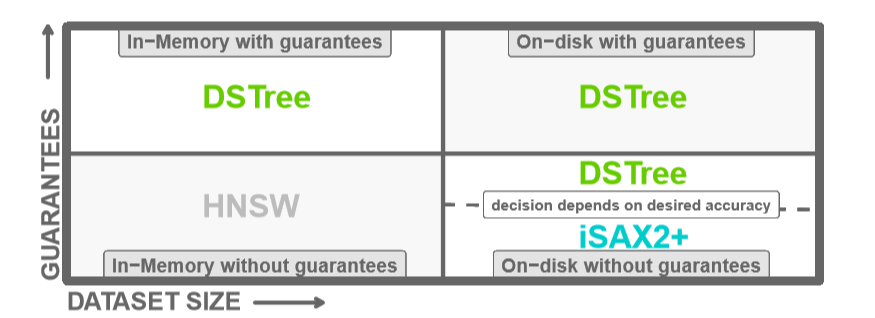 In-Memory with guarantees
On-disk with guarantees
DSTree
DSTree
GUARANTEES
DSTree
HNSW
decision depends on desired accuracy
iSAX2+
In-Memory without guarantees
On-disk without guarantees
DATASET SIZE